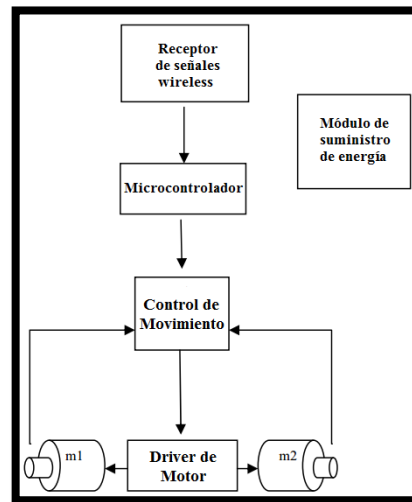 Receptor
de señales
wireless
Módulo de
suministro
de energía
Microcontrolador
Control de
Movimiento
m1
Driver de
Motor
m2